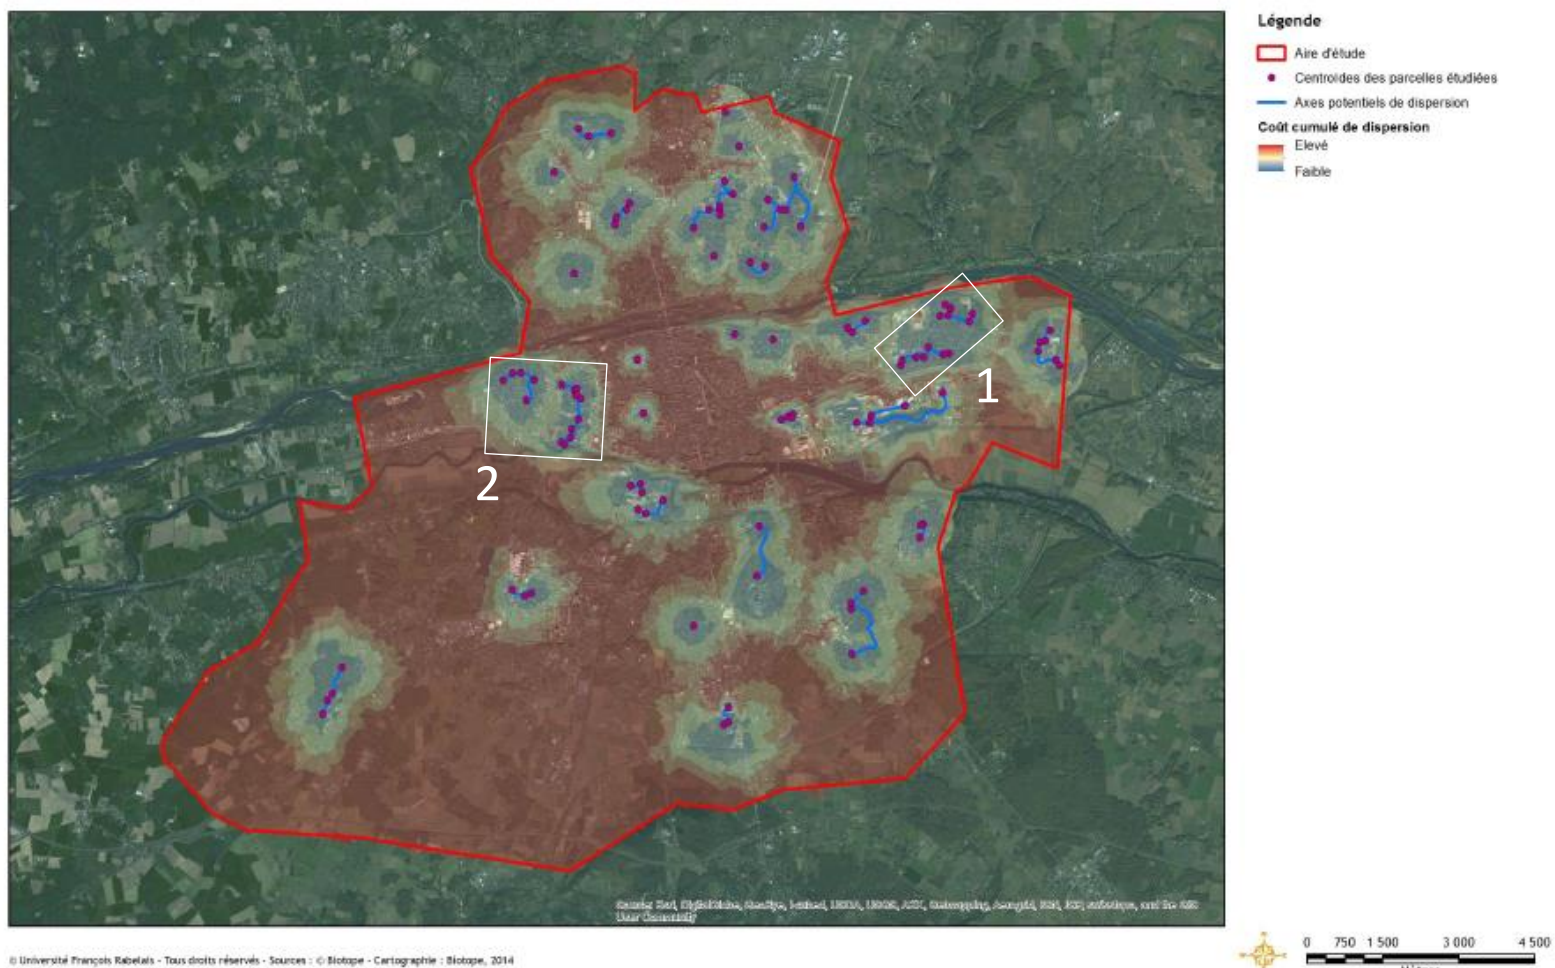 Légende
Aire d'étude
Centroïdes des parcelles étudiées
Axes potentiels de dispersion
Coût cumulé de dispersion
Elevé
Faible
1
2
User Community
© Université François Rabelais - Tous droits réservés - Sources : © Biotope - Cartographie : Biotope, 2014
0 750 1 500 3 000 4 500